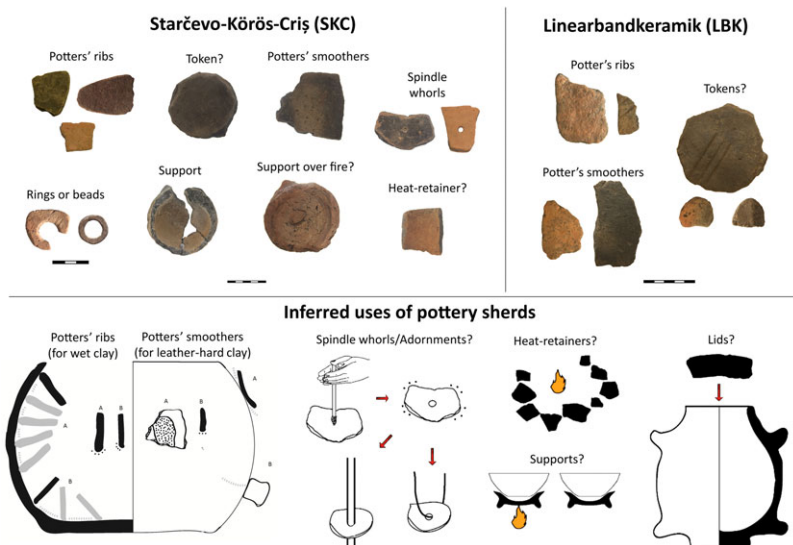 Starčevo-Körös-Criș (SKC)
Potters' ribs
Token?
Potters' smoothers
Spindle
whorls
Rings or beads
Support
Support over fire?
Heat-retainer?
Linearbandkeramik (LBK)
Potter's ribs
Tokens?
Potter's smoothers
Inferred uses of pottery sherds
Potters' ribs
(for wet clay)
Potters' smoothers
(for leather-hard clay)
A
A
B
B
A
B
A
B
Spindle whorls/Adornments?
Heat-retainers?
Supports?
Lids?